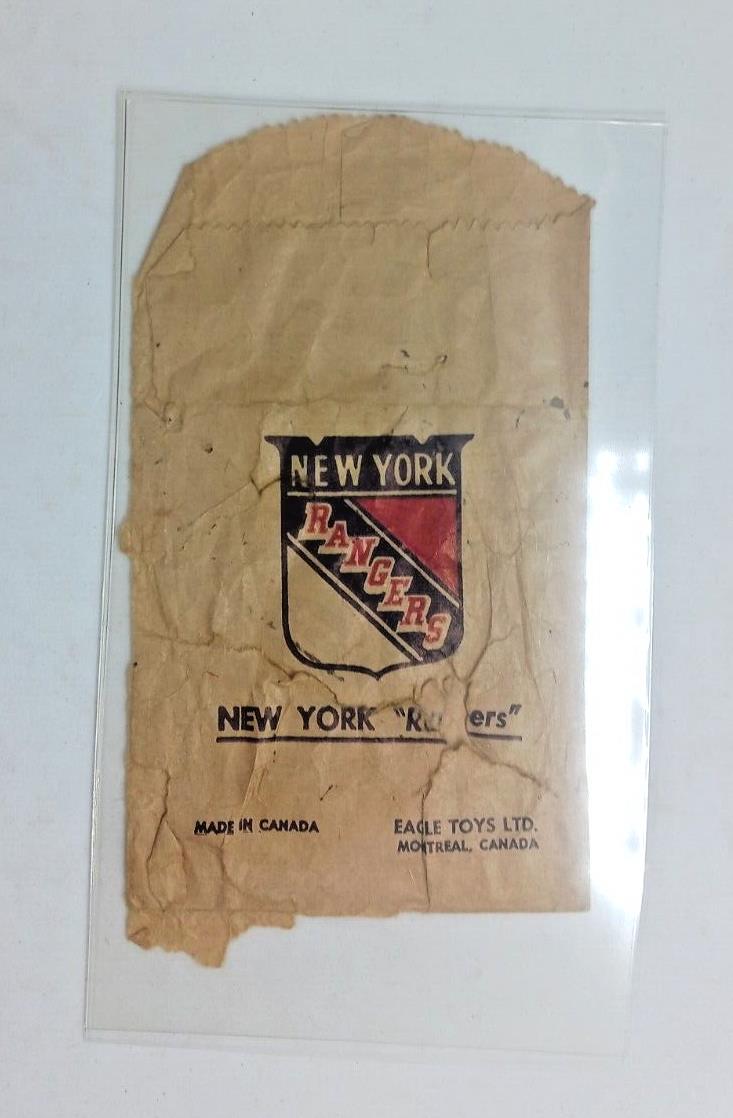 NEW YORK
RANGERS
NEW YORK
MADE IN CANADA
EAGLE TOYS LTD.
MONTREAL, CANADA